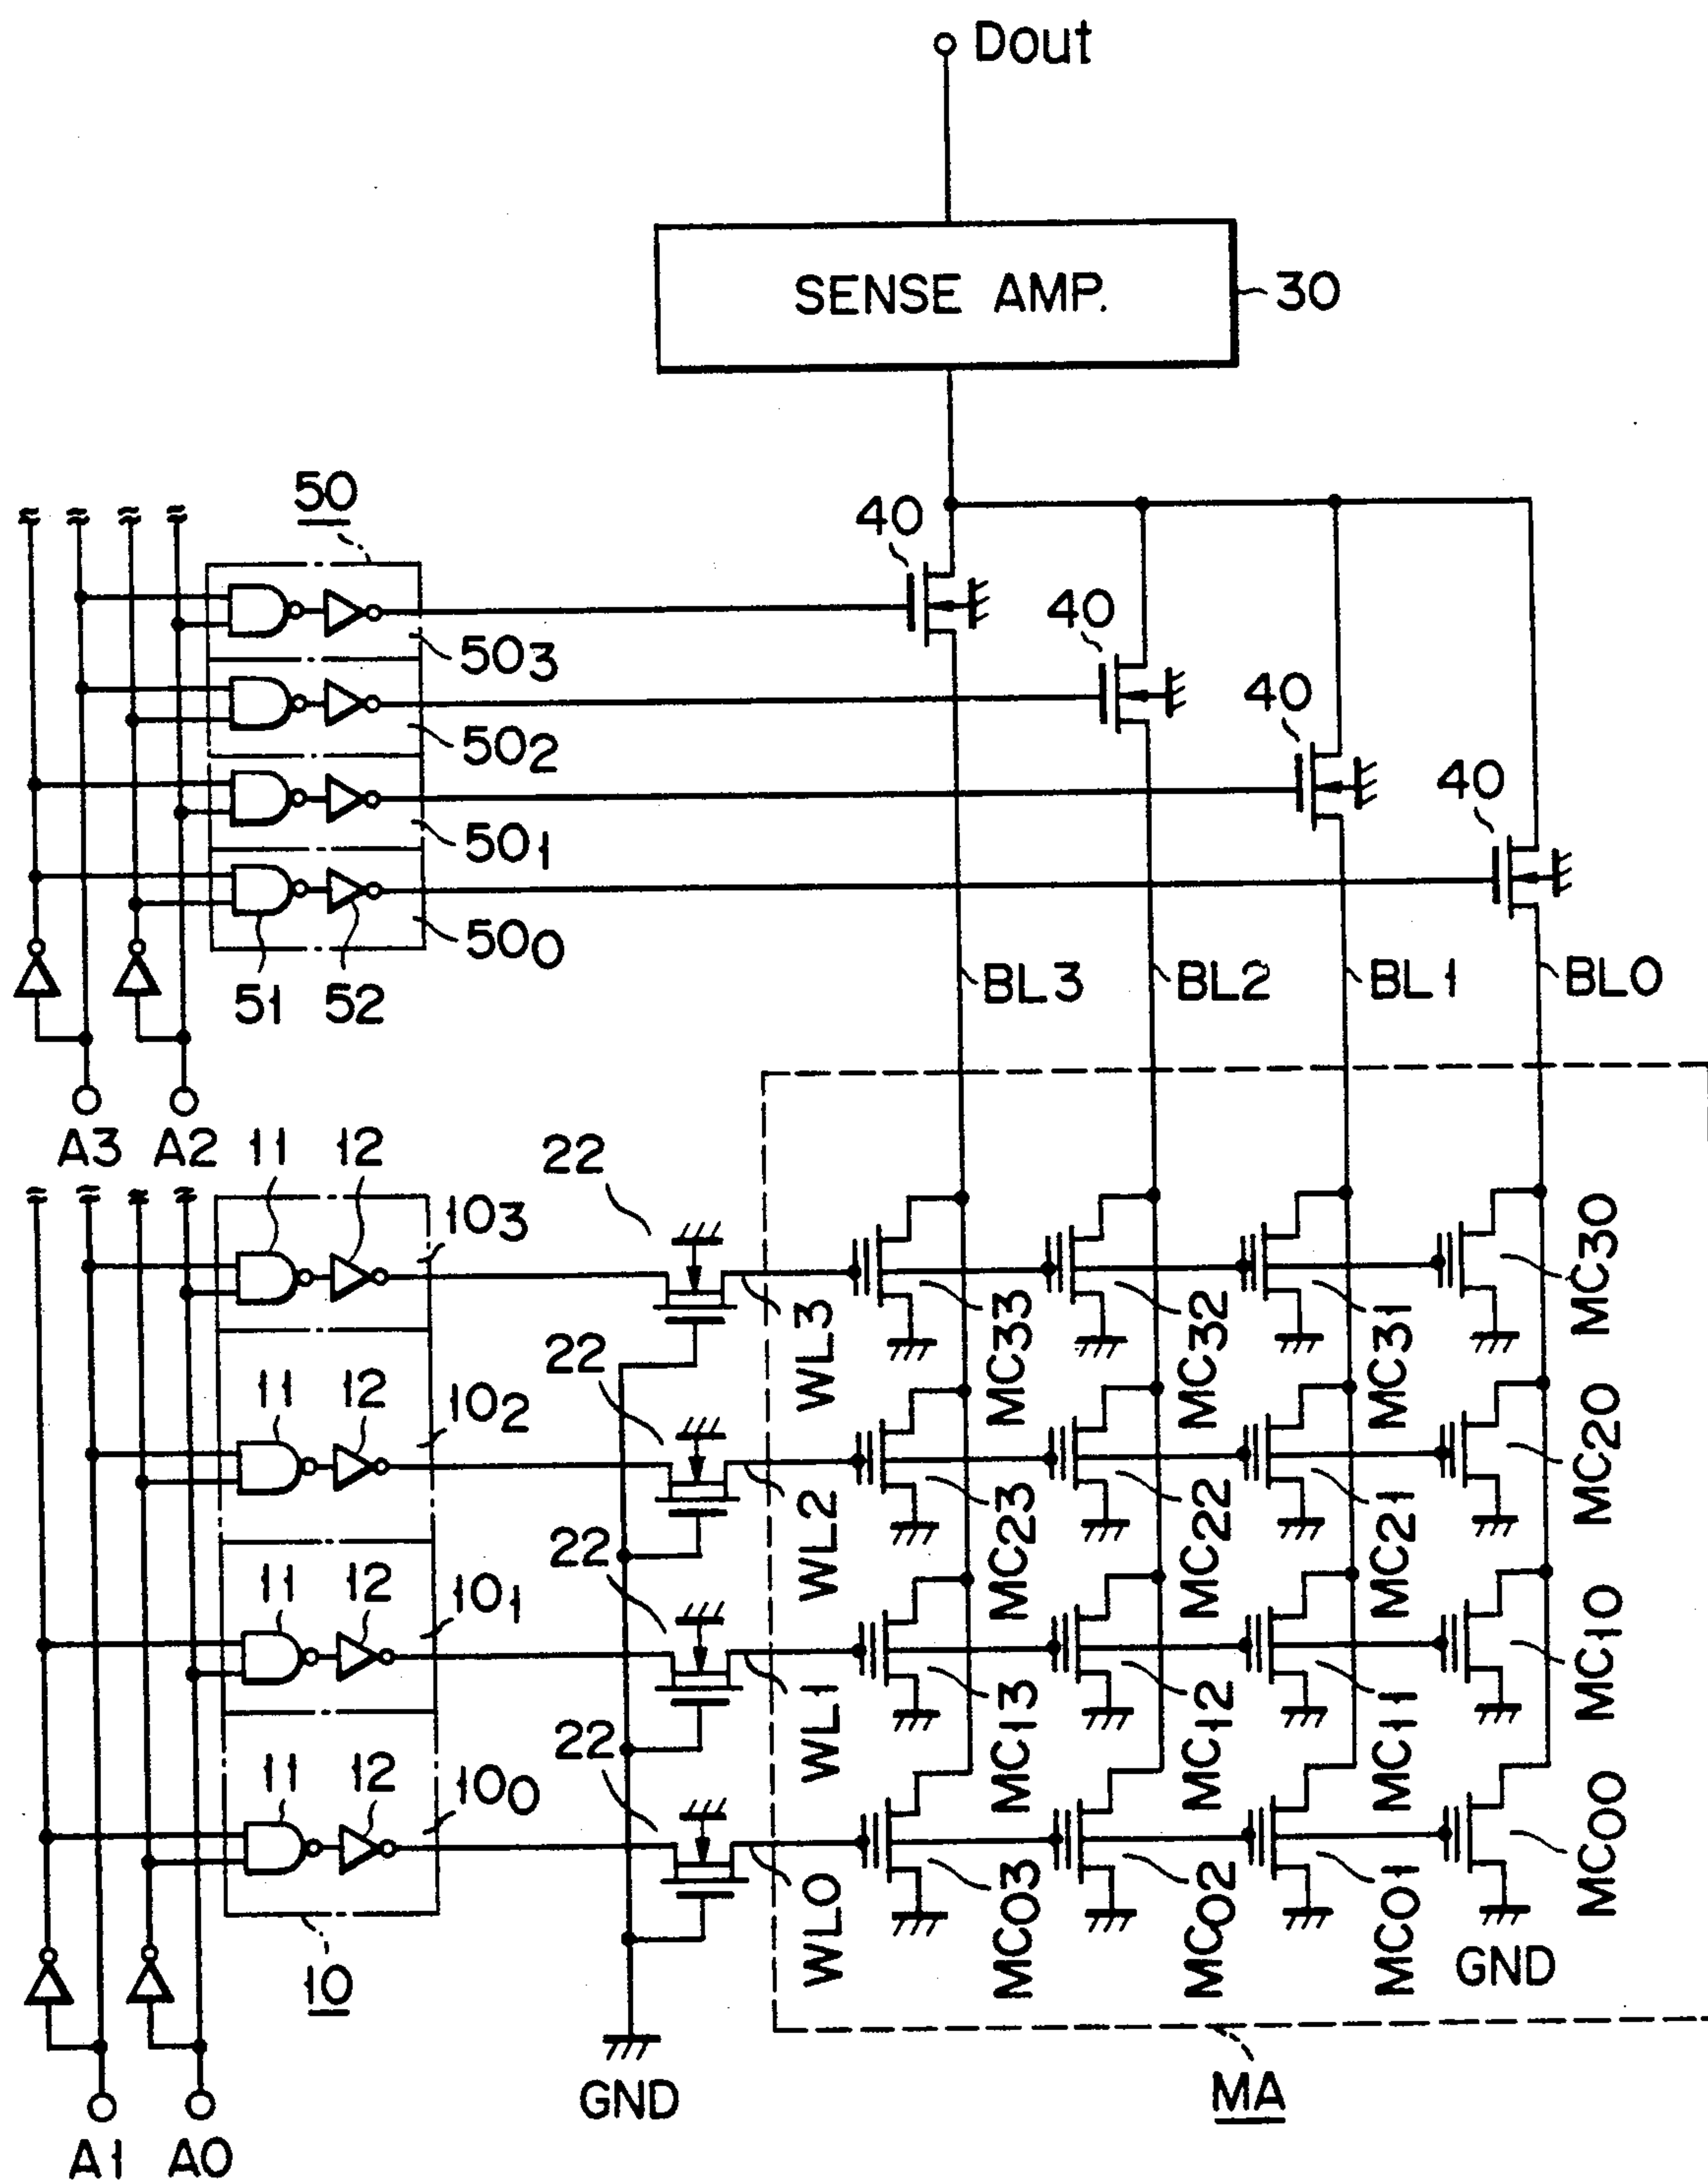 Dout
SENSE AMP.
30
50
40
40
40
40
503
502
501
500
51
52
BL3
BL2
BL1
BL0
A3
A2
11
12
103
22
WL3
MC33
MC32
MC31
MC30
11
12
102
22
WL2
MC23
MC22
MC21
MC20
11
12
101
22
WL1
MC13
MC12
MC11
MC10
11
12
100
22
WL0
MC03
MC02
MC01
MC00
GND
10
GND
MA
A1
A0